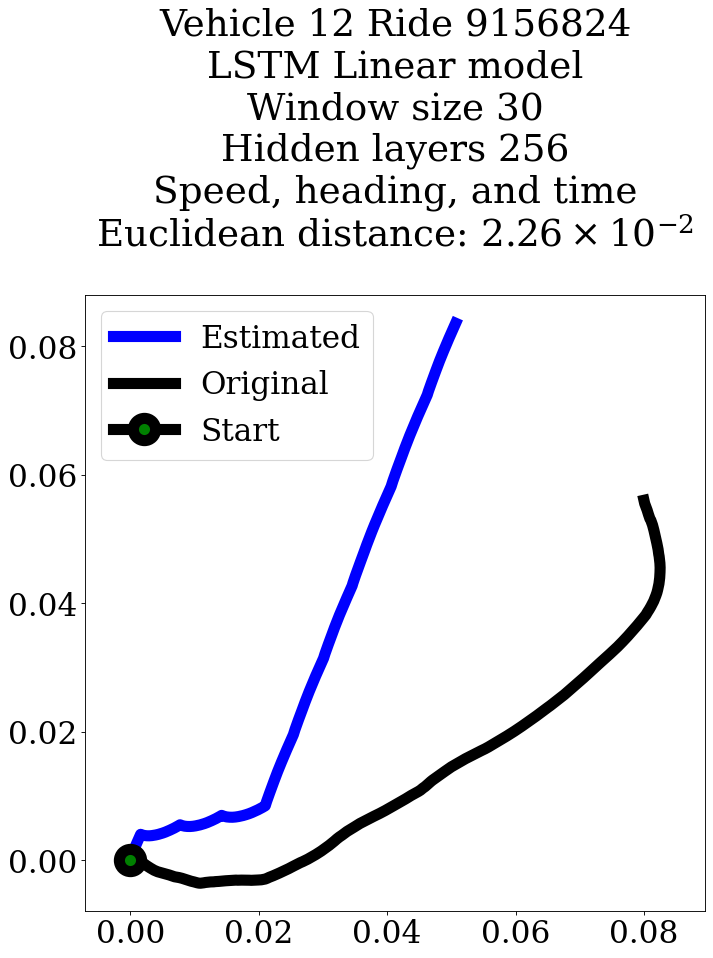 Vehicle 12 Ride 9156824
LSTM Linear model
Window size 30
Hidden layers 256
Speed, heading, and time
Euclidean distance: 2.26 × 10⁻²
Estimated
Original
Start
0.08
0.06
0.04
0.02
0.00
0.00 0.02 0.04 0.06 0.08